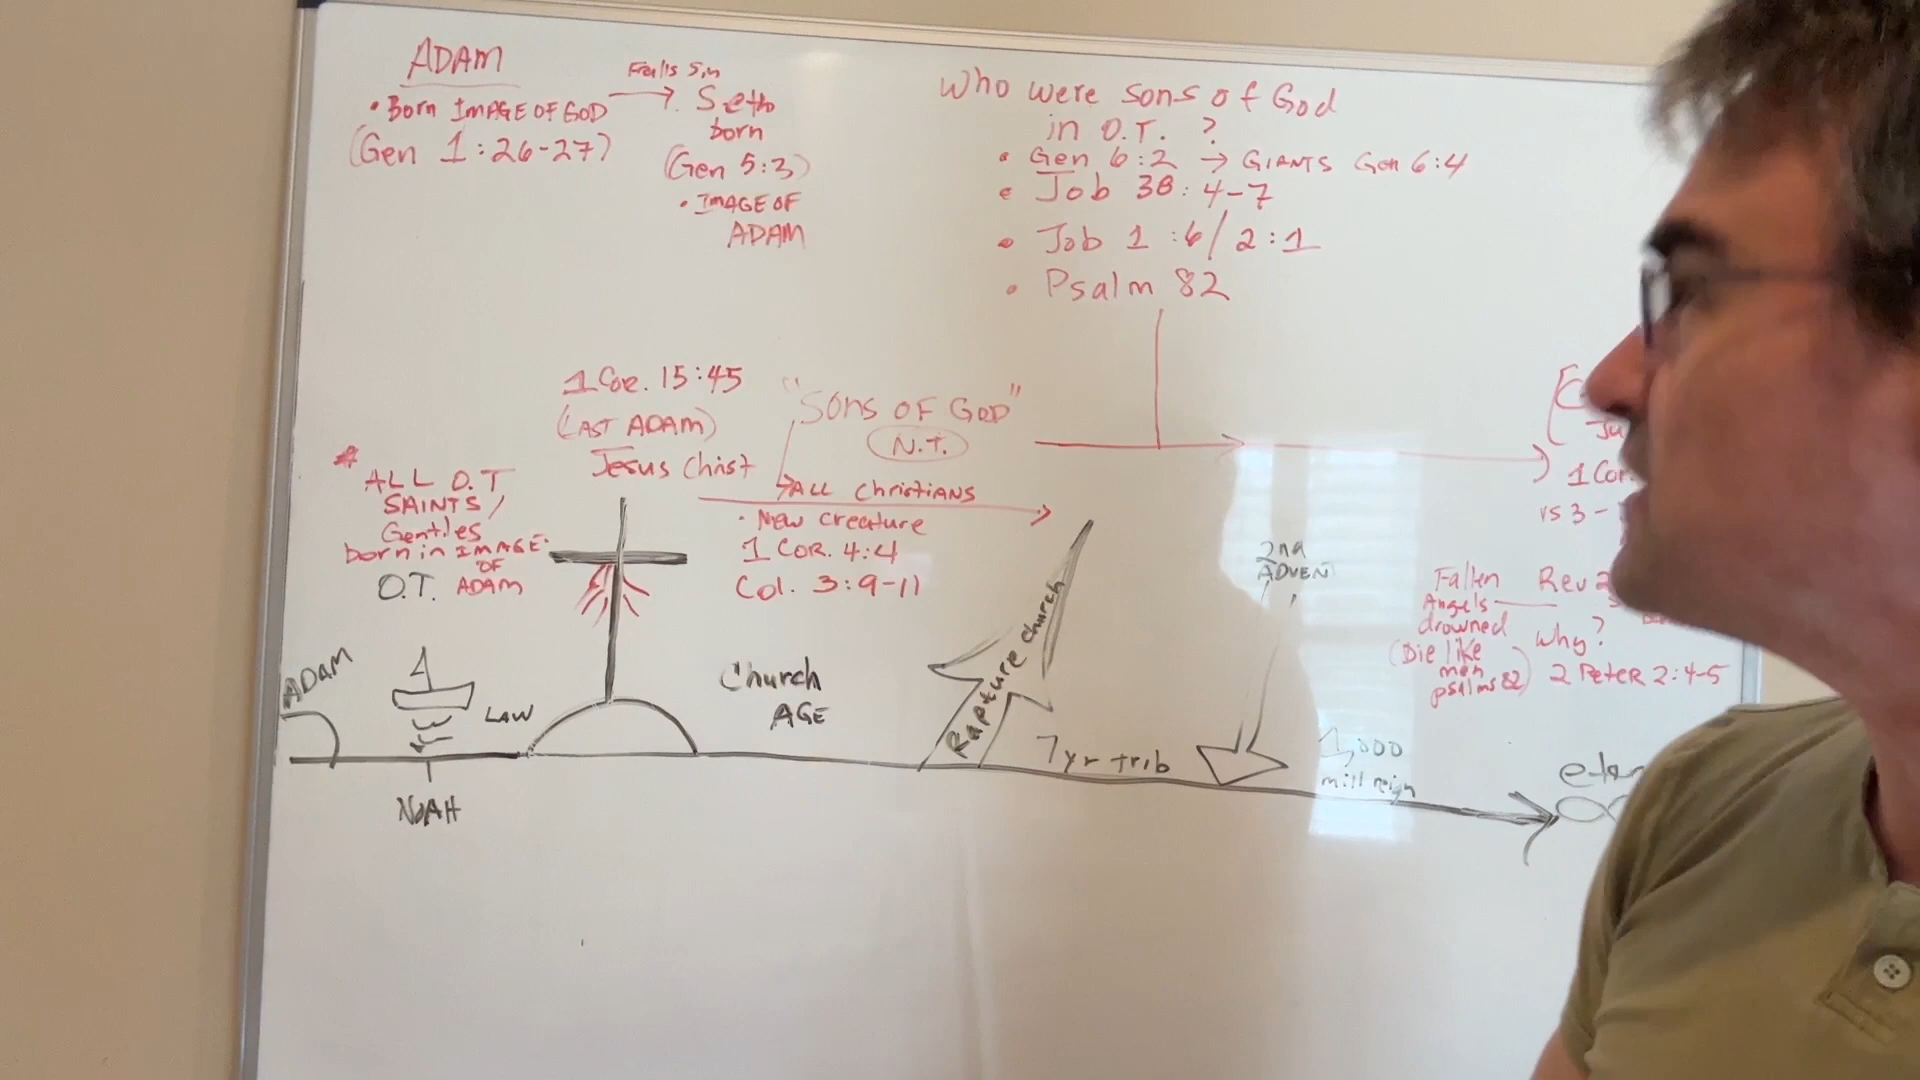 ADAM
• Born IMAGE OF GOD
(Gen 1:26-27)
Falls Sin
Seth
born
(Gen 5:3)
• IMAGE OF
ADAM
Who were sons of God
in O.T. ?
• Gen 6:2 → GIANTS Gen 6:4
• Job 38:4-7
• Job 1:6/2:1
• Psalm 82
1 Cor. 15:45
(LAST ADAM)
Jesus Christ
"Sons OF GOD"
N.T.
ALL Christians
• New Creature
1 COR. 4:4
Col. 3:9-11
* ALL O.T
SAINTS/
Gentiles
born in IMAGE
OF
O.T. ADAM
1 Cor.
vs 3 -
2nd
ADVENT
Fallen
Angels
drowned
(Die like
men
psalms 82)
Rev
Why?
2 Peter 2:4-5
ADAM
LAW
NOAH
Church
AGE
Rapture church
7 yr trib
1,000
mill reign